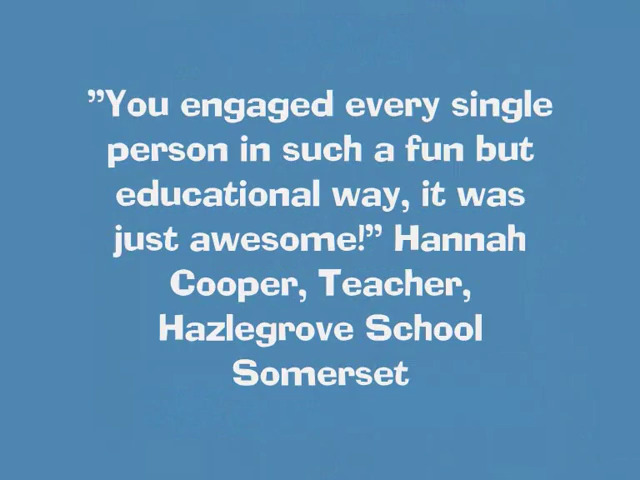 ”You engaged every single
person in such a fun but
educational way, it was
just awesome!” Hannah
Cooper, Teacher,
Hazlegrove School
Somerset